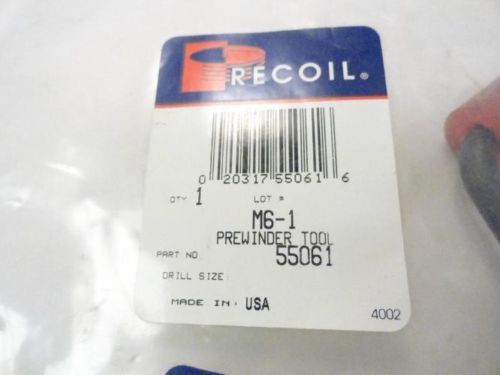 RECOIL®
0 20317 55061 6
QTY 1 LOT #
M6-1
PREWINDER TOOL
PART NO. 55061
DRILL SIZE:
MADE IN: USA
4002